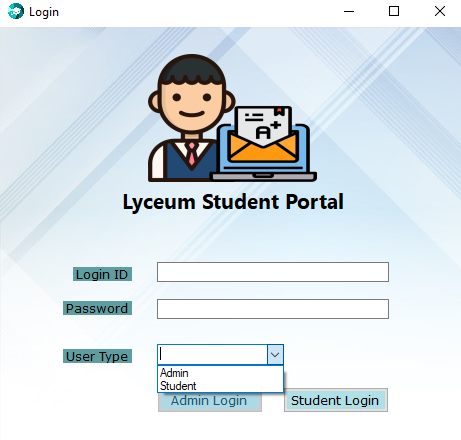 Login
A+
Lyceum Student Portal
Login ID
Password
User Type
Admin
Student
Admin Login Student Login